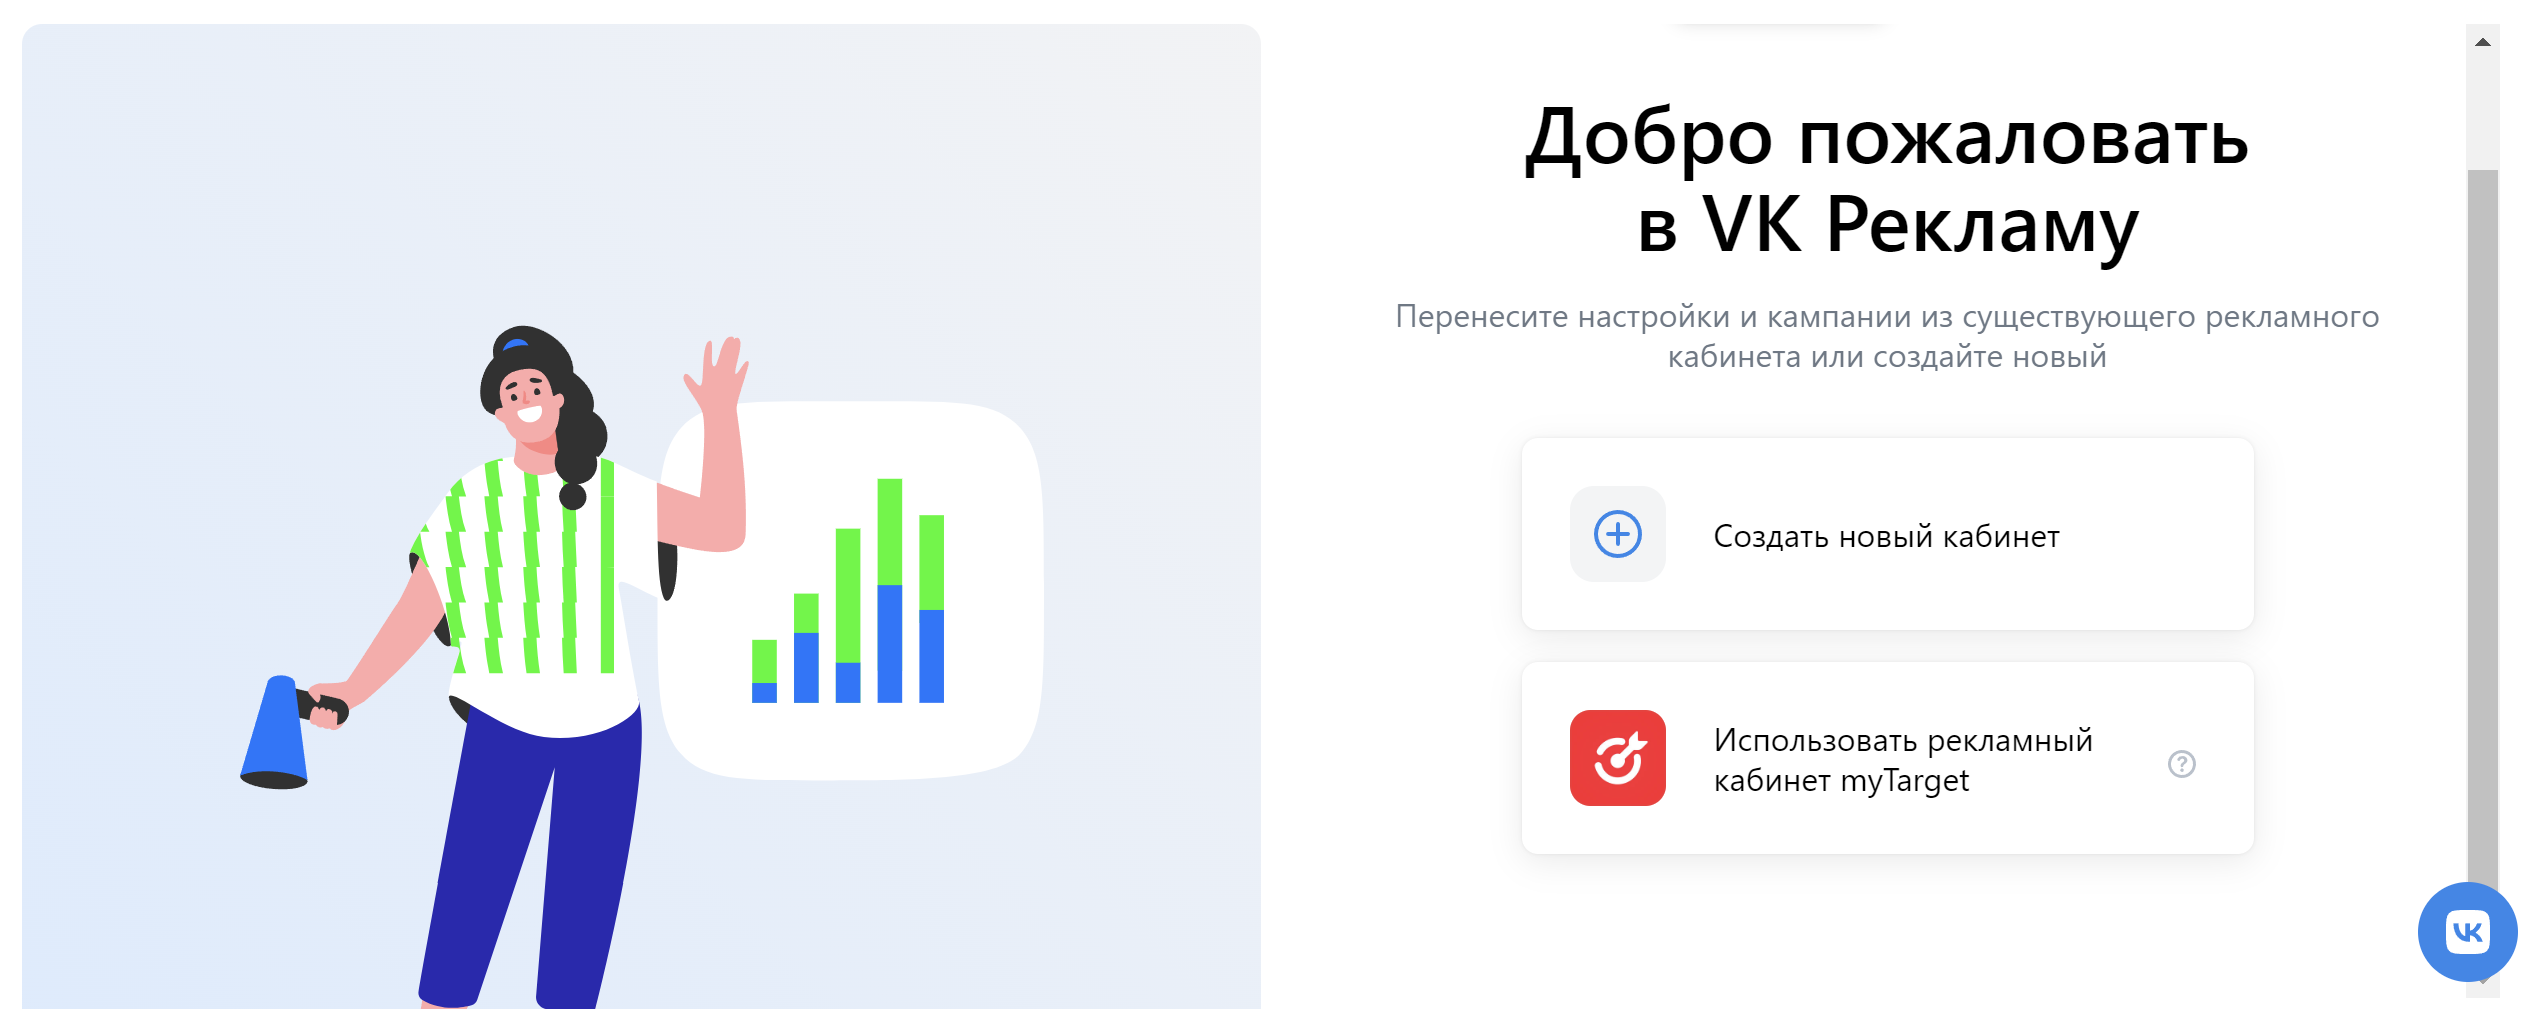 Добро пожаловать
в VK Рекламу
Перенесите настройки и кампании из существующего рекламного
кабинета или создайте новый
Создать новый кабинет
Использовать рекламный
кабинет myTarget
?
VK